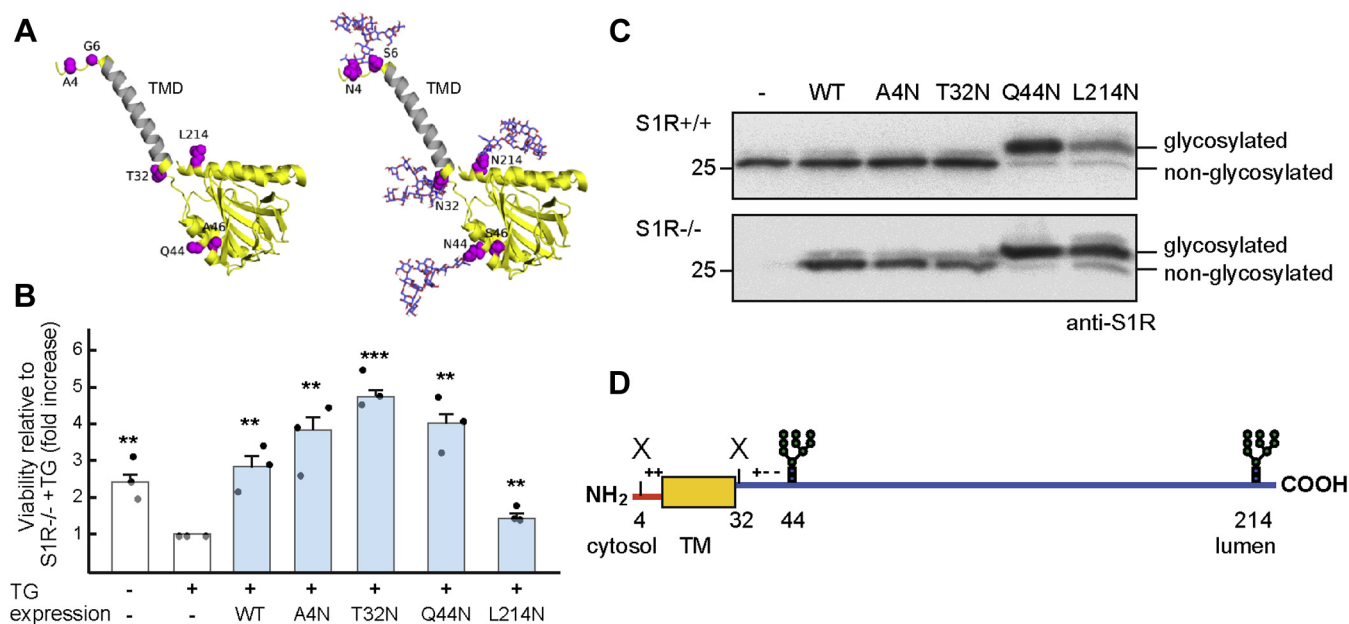 A
G6
A4
TMD
L214
T32
A46
Q44
S6
N4
TMD
N214
N32
N44
S46
B
Viability relative to
S1R-/- +TG (fold increase)
6
5
4
3
2
1
**
**
**
***
**
**
TG - + + + + + +
expression - - WT A4N T32N Q44N L214N
C
- WT A4N T32N Q44N L214N
S1R+/+
25
glycosylated
non-glycosylated
S1R-/-
25
glycosylated
non-glycosylated
anti-S1R
D
X X
++ +--
NH2 COOH
4 32 44 214
cytosol TM lumen